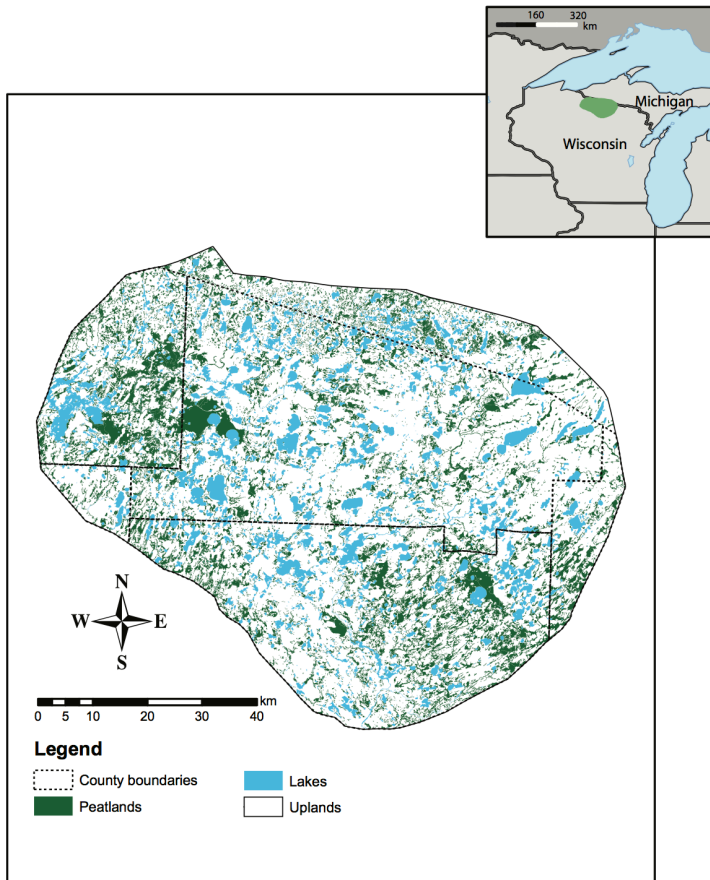 160 320
km
Michigan
Wisconsin
N
W E
S
km
0 5 10 20 30 40
Legend
County boundaries Lakes
Peatlands Uplands